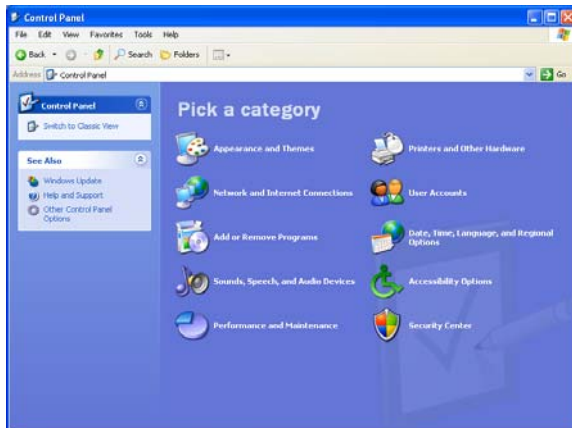 Control Panel
File Edit View Favorites Tools Help
Back Search Folders
Address Control Panel Go
Control Panel
Switch to Classic View
See Also
Windows Update
Help and Support
Other Control Panel
Options
Pick a category
Appearance and Themes
Printers and Other Hardware
Network and Internet Connections
User Accounts
Add or Remove Programs
Date, Time, Language, and Regional
Options
Sounds, Speech, and Audio Devices
Accessibility Options
Performance and Maintenance
Security Center